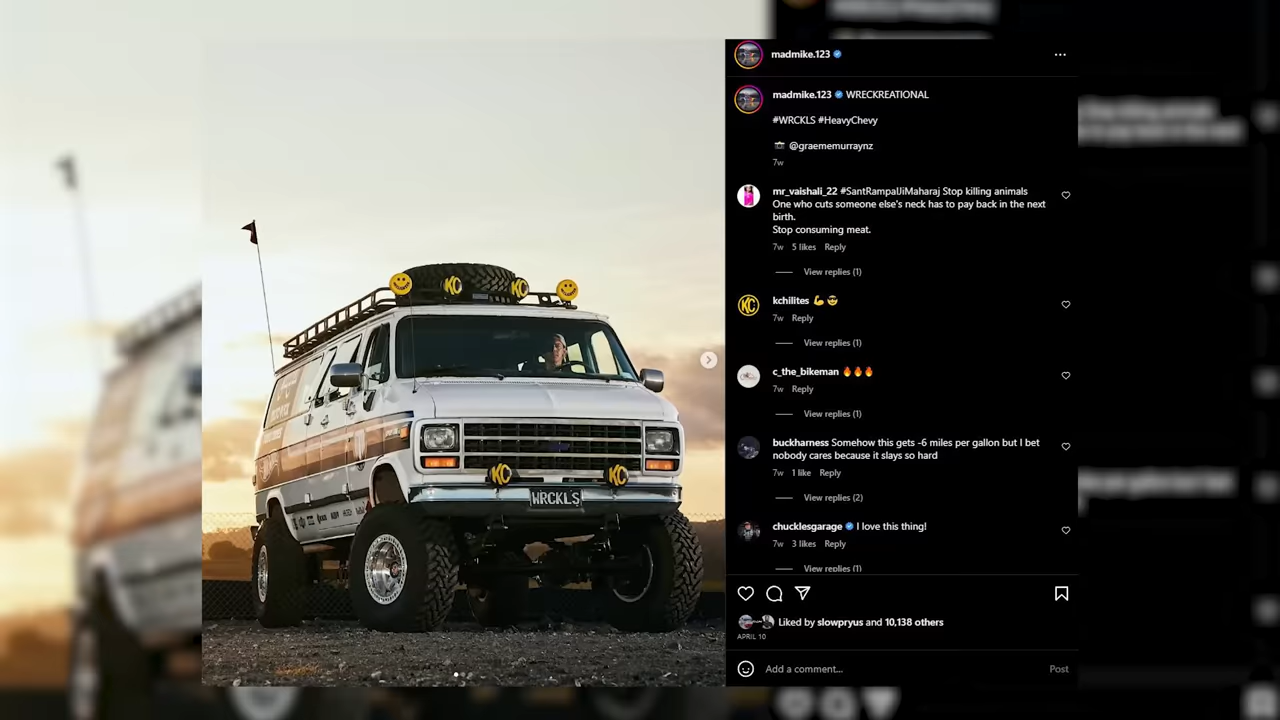 madmike.123
madmike.123 WRECKREATIONAL
#WRCKLS #HeavyChevy
@graememurraynz
7w
mr_vaishali_22 #SantRampalJiMaharaj Stop killing animals
One who cuts someone else's neck has to pay back in the next
birth.
Stop consuming meat.
7w 5 likes Reply
View replies (1)
KC
kchilites 💪 😎
7w Reply
View replies (1)
c_the_bikeman 🔥🔥🔥
7w Reply
View replies (1)
buckharness Somehow this gets -6 miles per gallon but I bet
nobody cares because it slays so hard
7w 1 like Reply
View replies (2)
chucklesgarage I love this thing!
7w 3 likes Reply
View replies (1)
Liked by slowpryus and 10,138 others
APRIL 10
Add a comment...
Post
KC
KC
KC
KC
WRCKLS